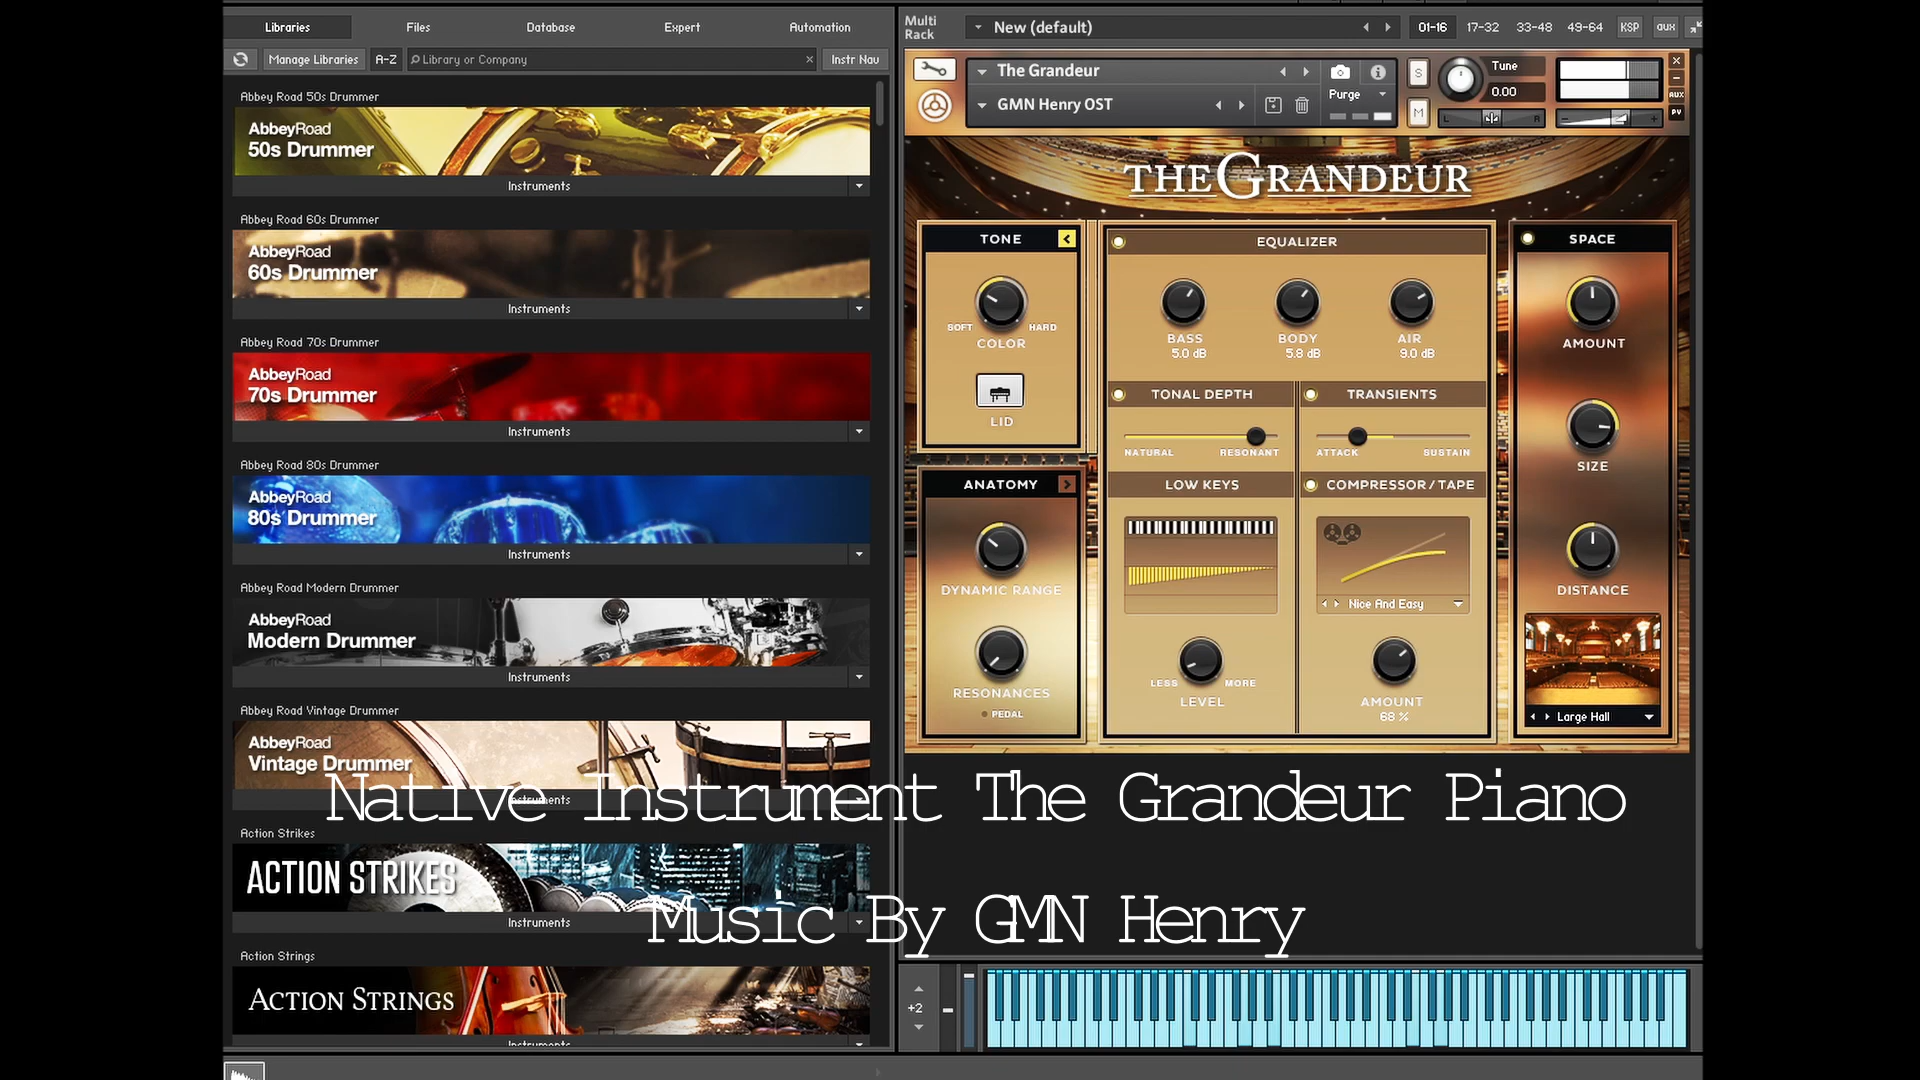 Libraries Files Database Expert Automation
Manage Libraries A-Z Library or Company × Instr Nav
Abbey Road 50s Drummer
AbbeyRoad
50s Drummer
Instruments
Abbey Road 60s Drummer
AbbeyRoad
60s Drummer
Instruments
Abbey Road 70s Drummer
AbbeyRoad
70s Drummer
Instruments
Abbey Road 80s Drummer
AbbeyRoad
80s Drummer
Instruments
Abbey Road Modern Drummer
AbbeyRoad
Modern Drummer
Instruments
Abbey Road Vintage Drummer
AbbeyRoad
Vintage Drummer
Instruments
Action Strikes
ACTION STRIKES
Instruments
Action Strings
ACTION STRINGS
Instruments
Multi
Rack
New (default) 01-16 17-32 33-48 49-64 KSP aux
The Grandeur
GMN Henry OST
Purge
S
M
Tune
0.00
L R
AUX
PV
THE GRANDEUR
TONE
SOFT HARD
COLOR
LID
ANATOMY
DYNAMIC RANGE
RESONANCES
PEDAL
EQUALIZER
BASS BODY AIR
5.0 dB 5.8 dB 9.0 dB
TONAL DEPTH
NATURAL RESONANT
TRANSIENTS
ATTACK SUSTAIN
LOW KEYS
LESS MORE
LEVEL
COMPRESSOR / TAPE
Nice And Easy
AMOUNT
68 %
SPACE
AMOUNT
SIZE
DISTANCE
Large Hall
Native Instrument The Grandeur Piano
Music By GMN Henry
+2